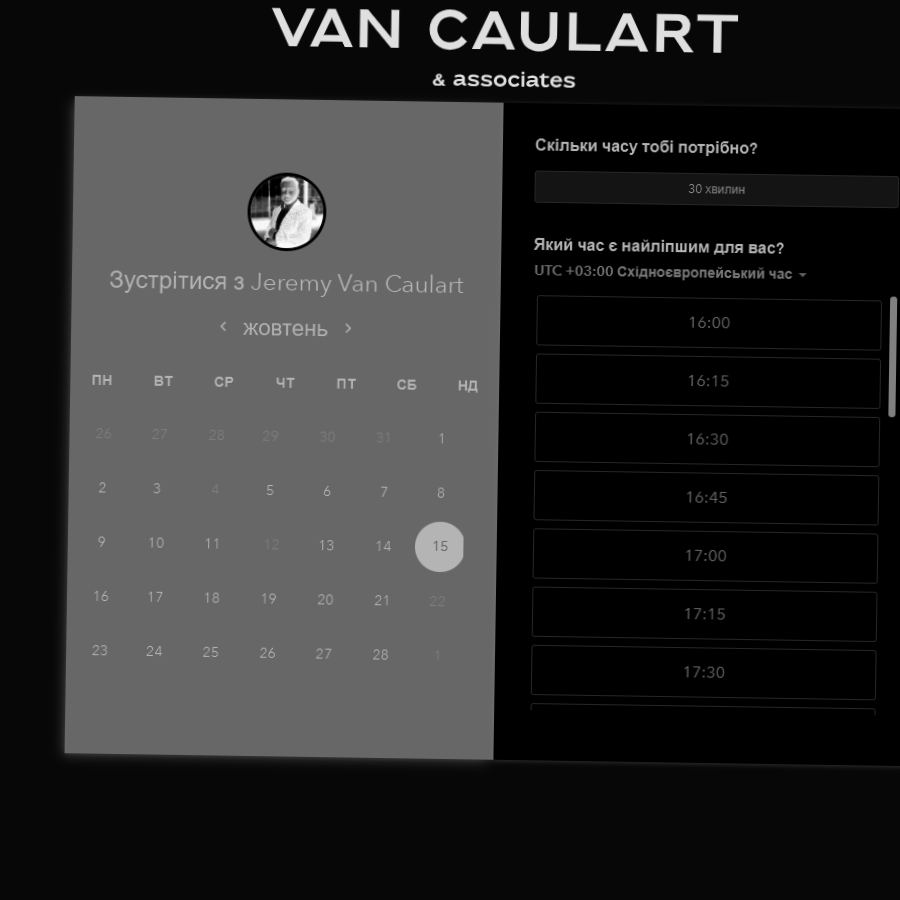 VAN CAULART
& associates
Зустрітися з Jeremy Van Caulart
жовтень
ПН ВТ СР ЧТ ПТ СБ НД
26 27 28 29 30 31 1
2 3 4 5 6 7 8
9 10 11 12 13 14 15
16 17 18 19 20 21 22
23 24 25 26 27 28 1
Скільки часу тобі потрібно?
30 хвилин
Який час є найліпшим для вас?
UTC +03:00 Східноєвропейський час
16:00
16:15
16:30
16:45
17:00
17:15
17:30